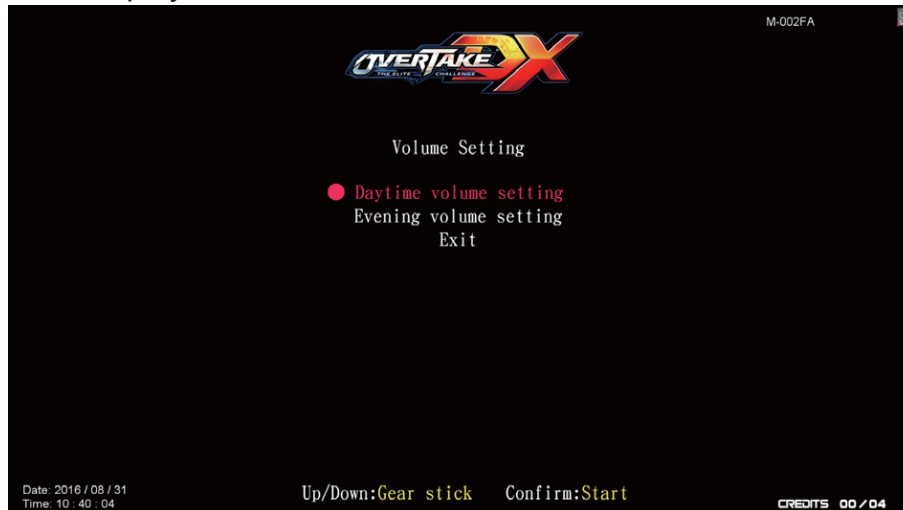 M-002FA
OVERTAKE DX
THE ELITE CHALLENGE
Volume Setting
Daytime volume setting
Evening volume setting
Exit
Date: 2016 / 08 / 31
Time: 10 : 40 : 04
Up/Down:Gear stick Confirm:Start
CREDITS 00/04